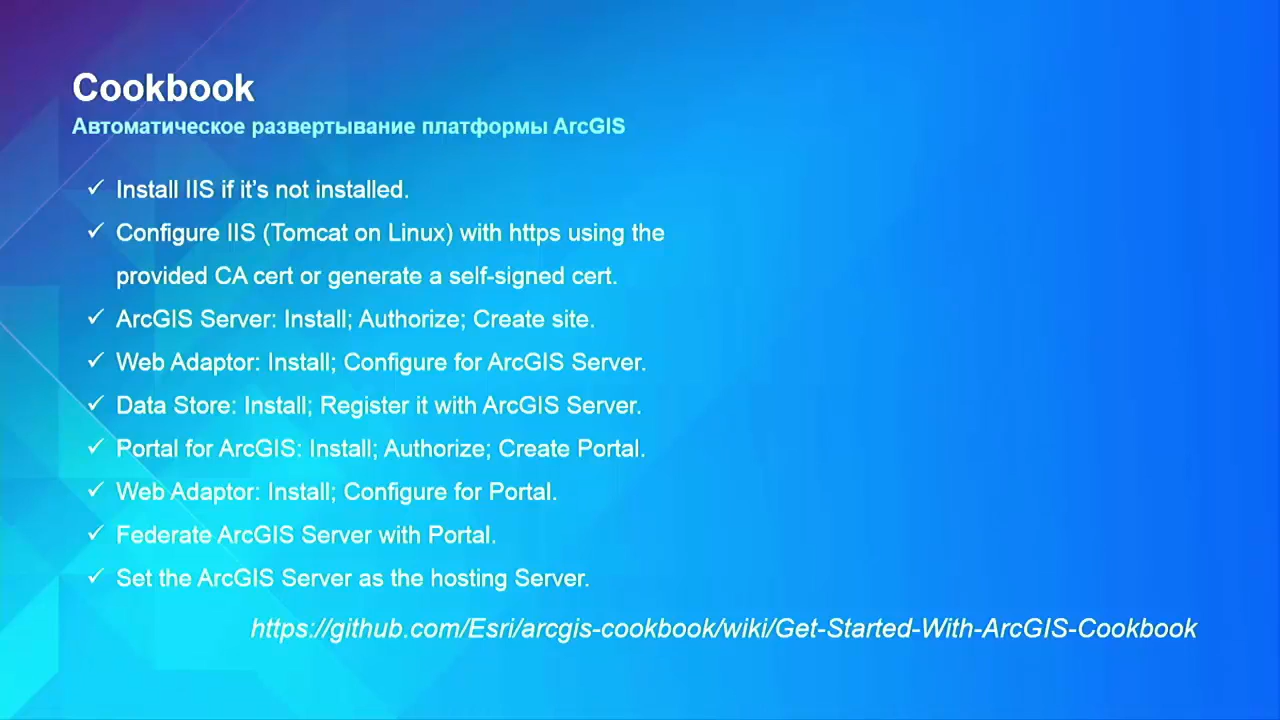 Cookbook
Автоматическое развертывание платформы ArcGIS
✓ Install IIS if it’s not installed.
✓ Configure IIS (Tomcat on Linux) with https using the
provided CA cert or generate a self-signed cert.
✓ ArcGIS Server: Install; Authorize; Create site.
✓ Web Adaptor: Install; Configure for ArcGIS Server.
✓ Data Store: Install; Register it with ArcGIS Server.
✓ Portal for ArcGIS: Install; Authorize; Create Portal.
✓ Web Adaptor: Install; Configure for Portal.
✓ Federate ArcGIS Server with Portal.
✓ Set the ArcGIS Server as the hosting Server.
https://github.com/Esri/arcgis-cookbook/wiki/Get-Started-With-ArcGIS-Cookbook